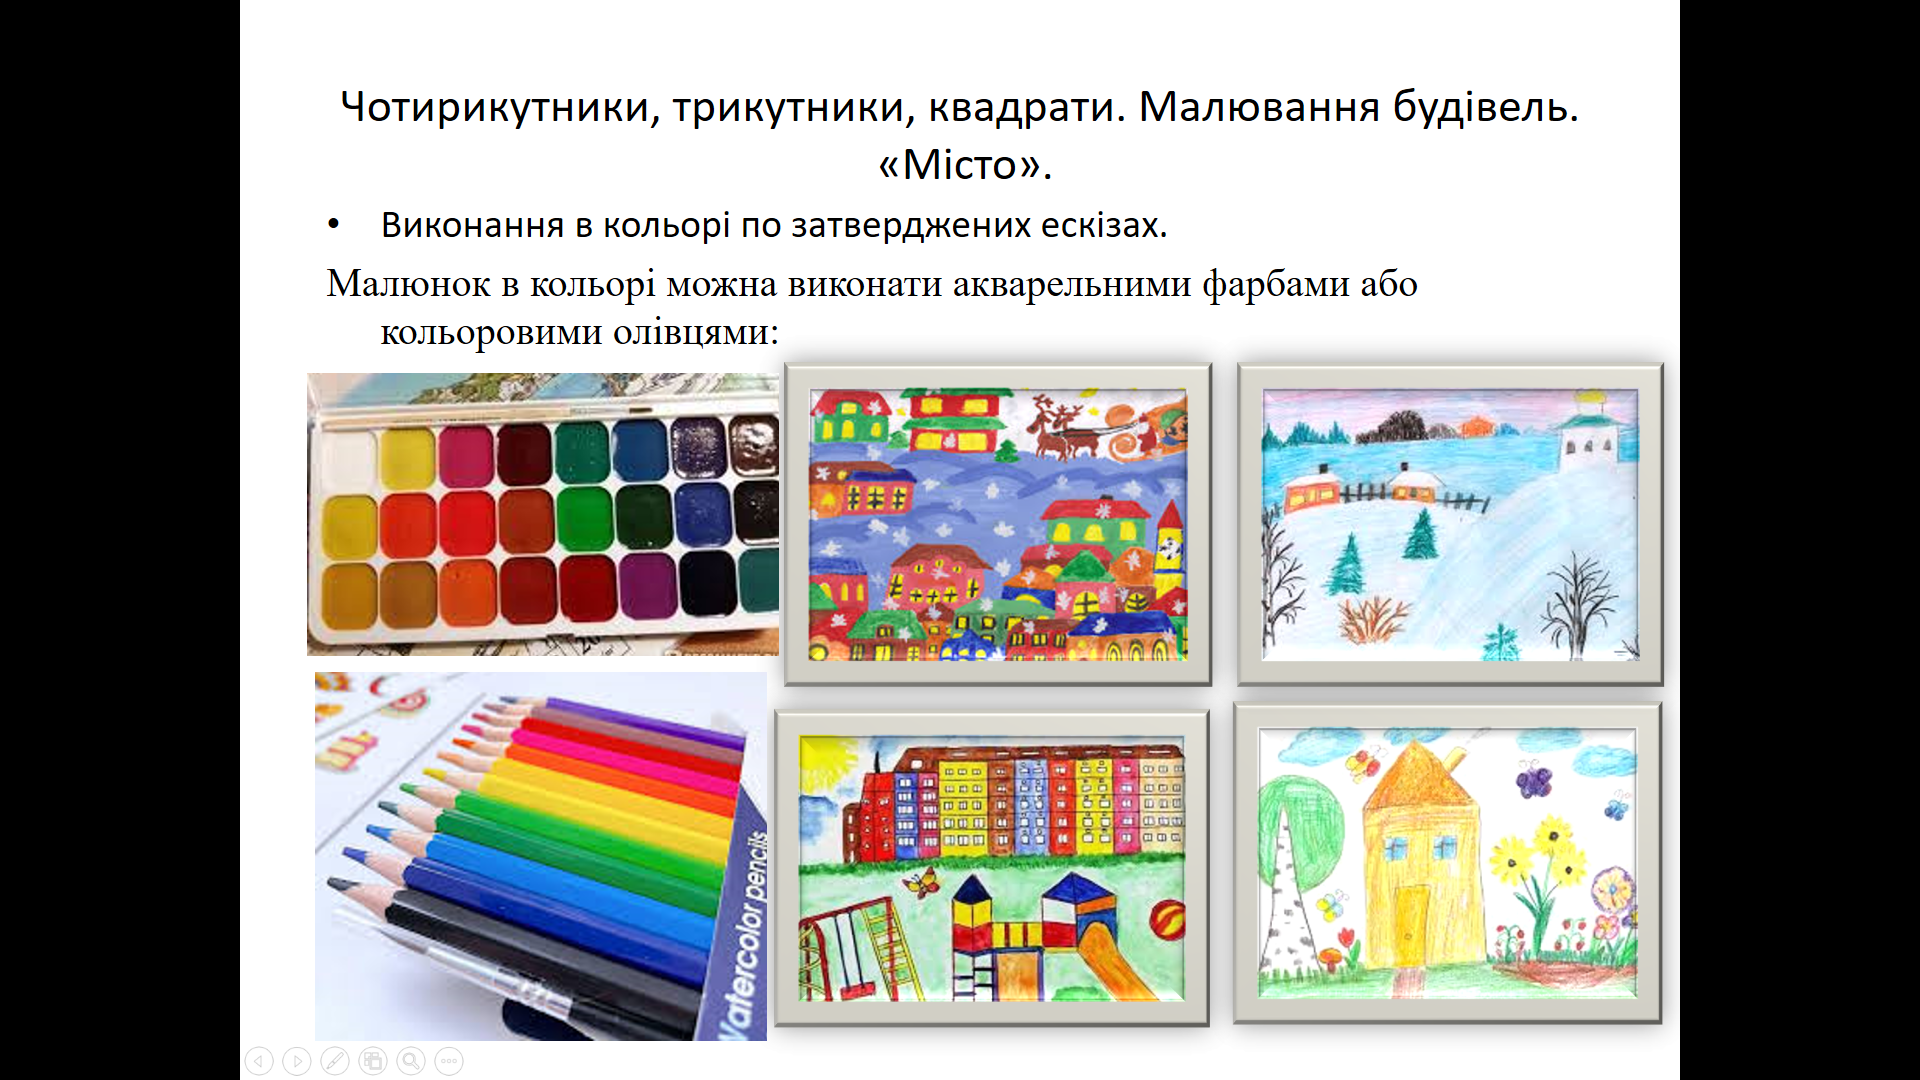 Чотирикутники, трикутники, квадрати. Малювання будівель.
«Місто».
• Виконання в кольорі по затверджених ескізах.
Малюнок в кольорі можна виконати акварельними фарбами або
кольоровими олівцями:
Watercolor pencils